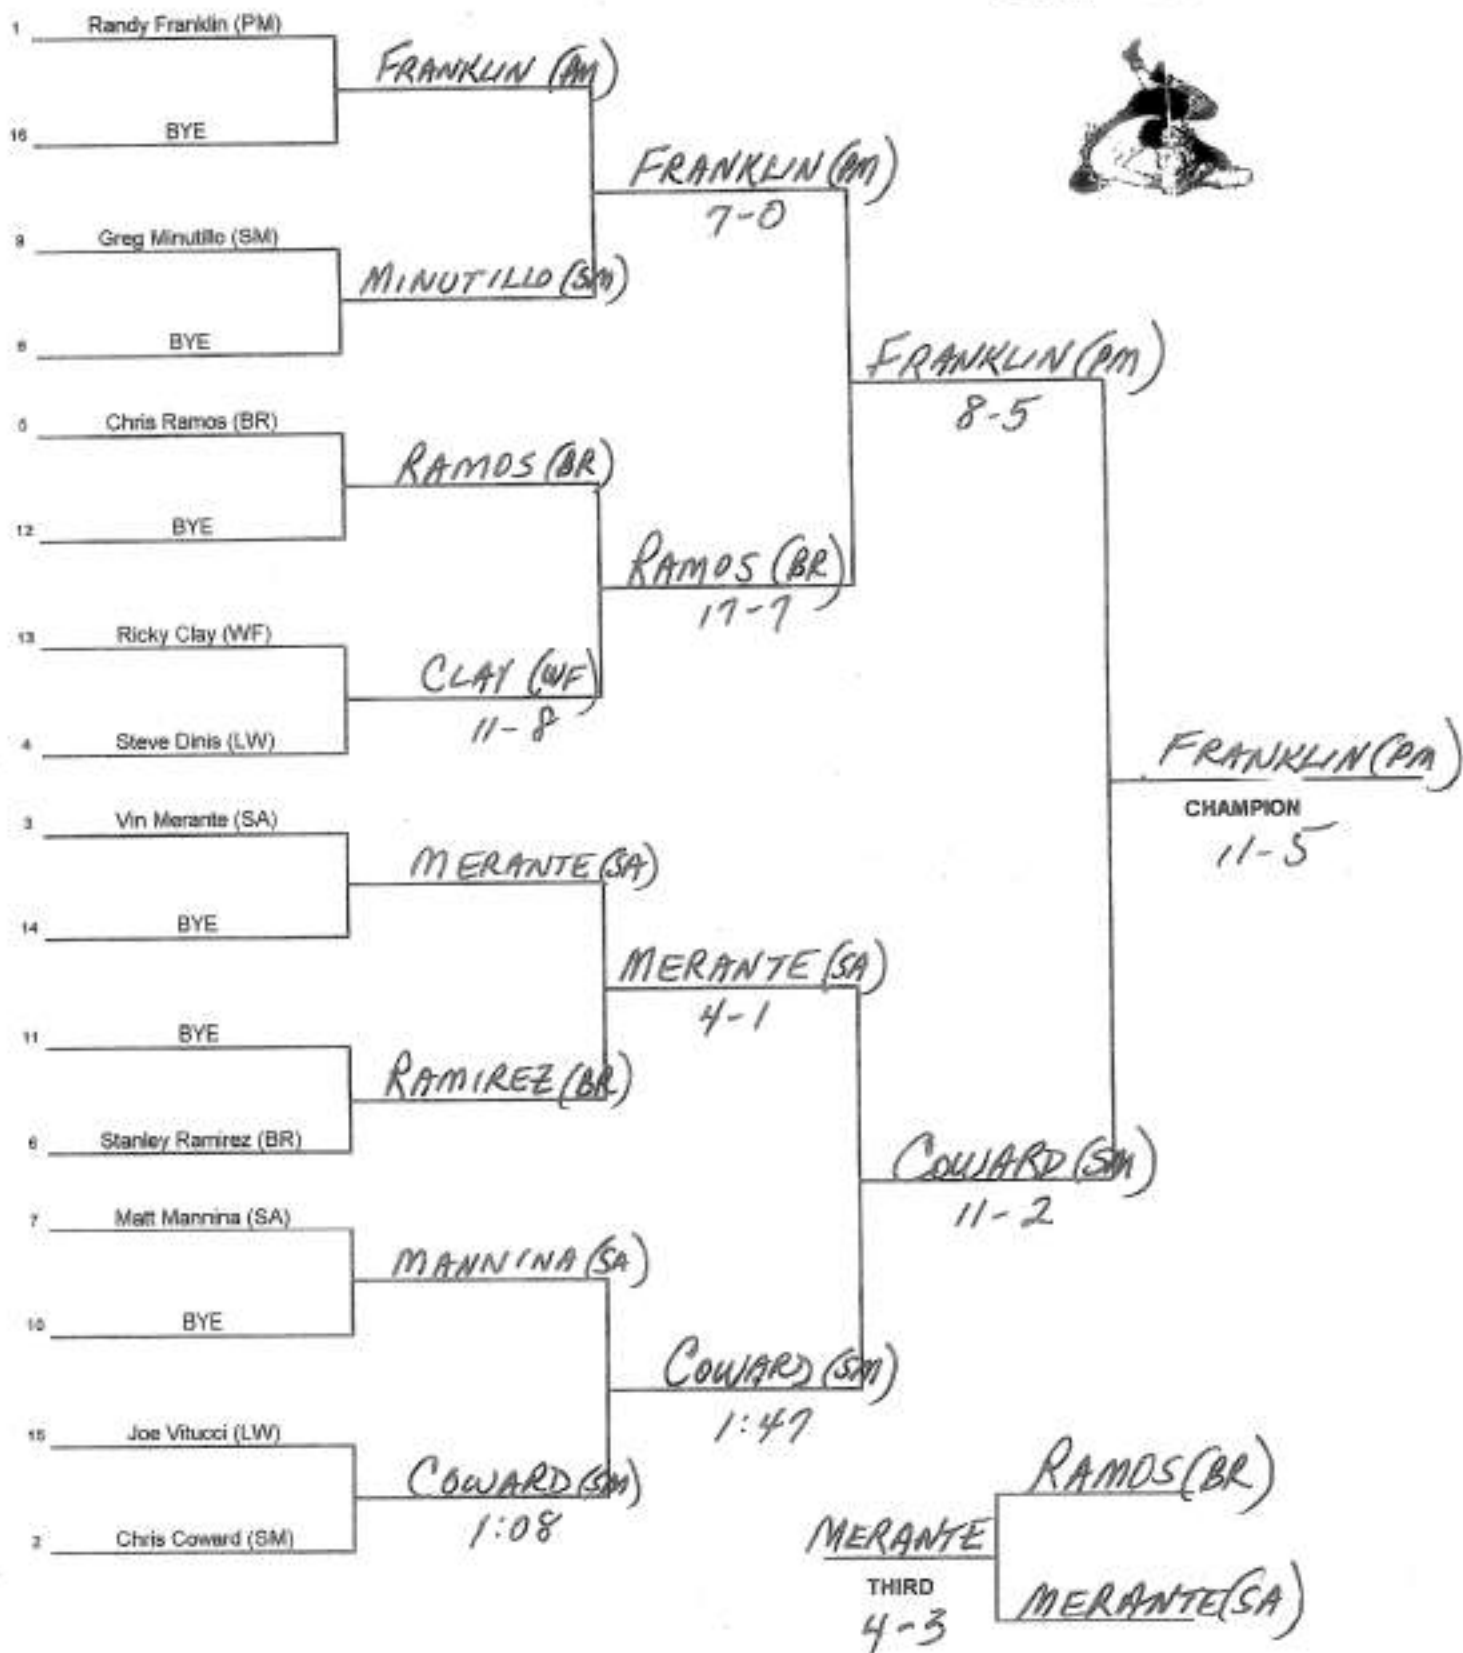 1 Randy Franklin (PM)
FRANKLIN (PM)
16 BYE
FRANKLIN (PM)
7-0
9 Greg Minutillo (SM)
MINUTILLO (SM)
8 BYE
FRANKLIN (PM)
8-5
5 Chris Ramos (BR)
RAMOS (BR)
12 BYE
RAMOS (BR)
17-7
13 Ricky Clay (WF)
CLAY (WF)
11-8
4 Steve Dinis (LW)
FRANKLIN (PM)
CHAMPION
11-5
3 Vin Merante (SA)
MERANTE (SA)
14 BYE
MERANTE (SA)
4-1
11 BYE
RAMIREZ (BR)
6 Stanley Ramirez (BR)
COWARD (SM)
11-2
7 Matt Mannina (SA)
MANNINA (SA)
10 BYE
COWARD (SM)
1:47
15 Joe Vitucci (LW)
COWARD (SM)
1:08
2 Chris Coward (SM)
RAMOS (BR)
MERANTE
THIRD
4-3
MERANTE (SA)